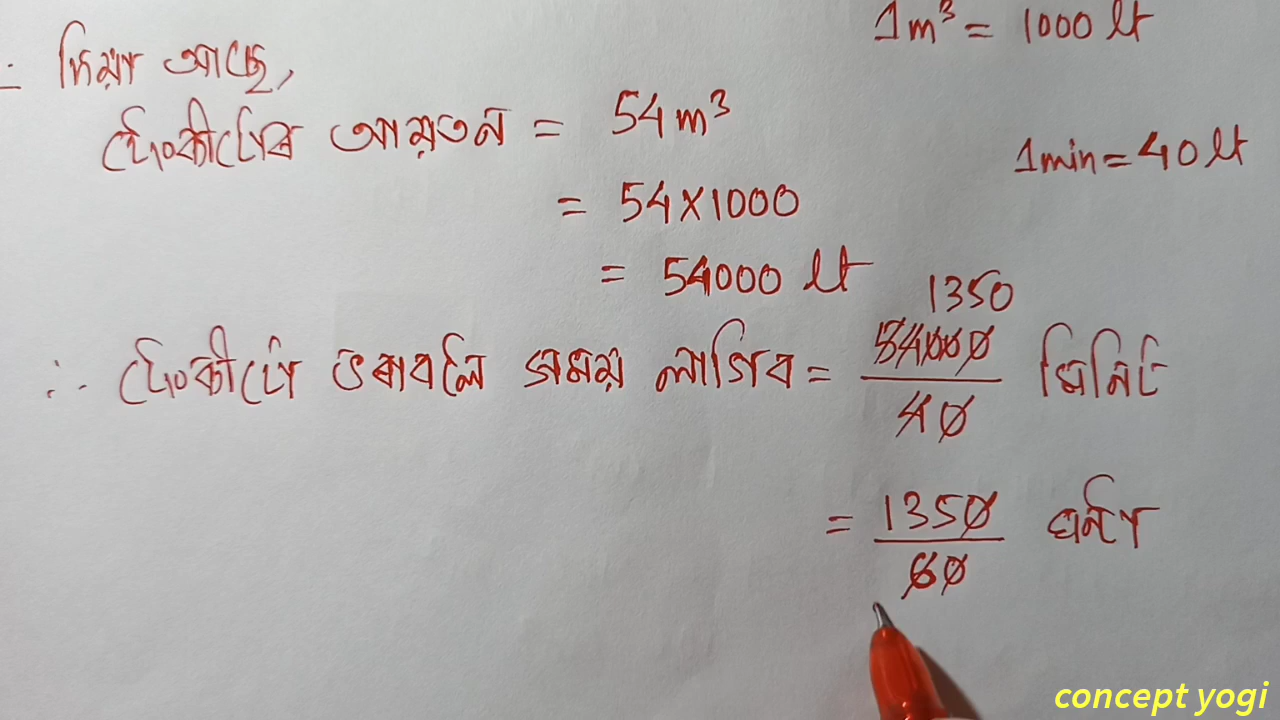 1m³ = 1000 lt
- দিয়া আছে,
টেংকীটোৰ আয়তন = 54 m³
1min = 40 lt
= 54 X 1000
= 54000 lt
1350
∴ টেংকীটো ভৰাবলৈ সময় লাগিব = 54000/40 মিনিট
= 1350/60 ঘণ্টা
concept yogi